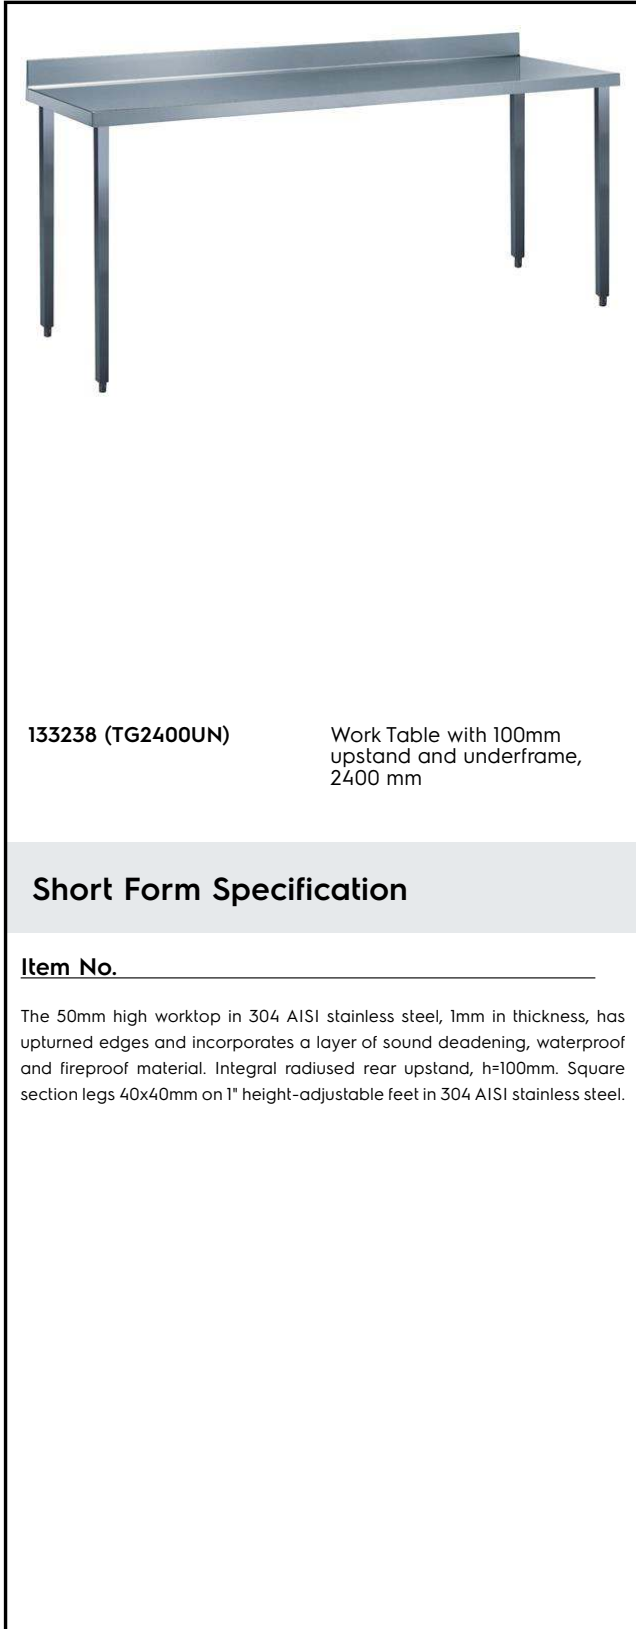 133238 (TG2400UN)
Work Table with 100mm
upstand and underframe,
2400 mm
Short Form Specification
Item No.
The 50mm high worktop in 304 AISI stainless steel, 1mm in thickness, has
upturned edges and incorporates a layer of sound deadening, waterproof
and fireproof material. Integral radiused rear upstand, h=100mm. Square
section legs 40x40mm on 1" height-adjustable feet in 304 AISI stainless steel.